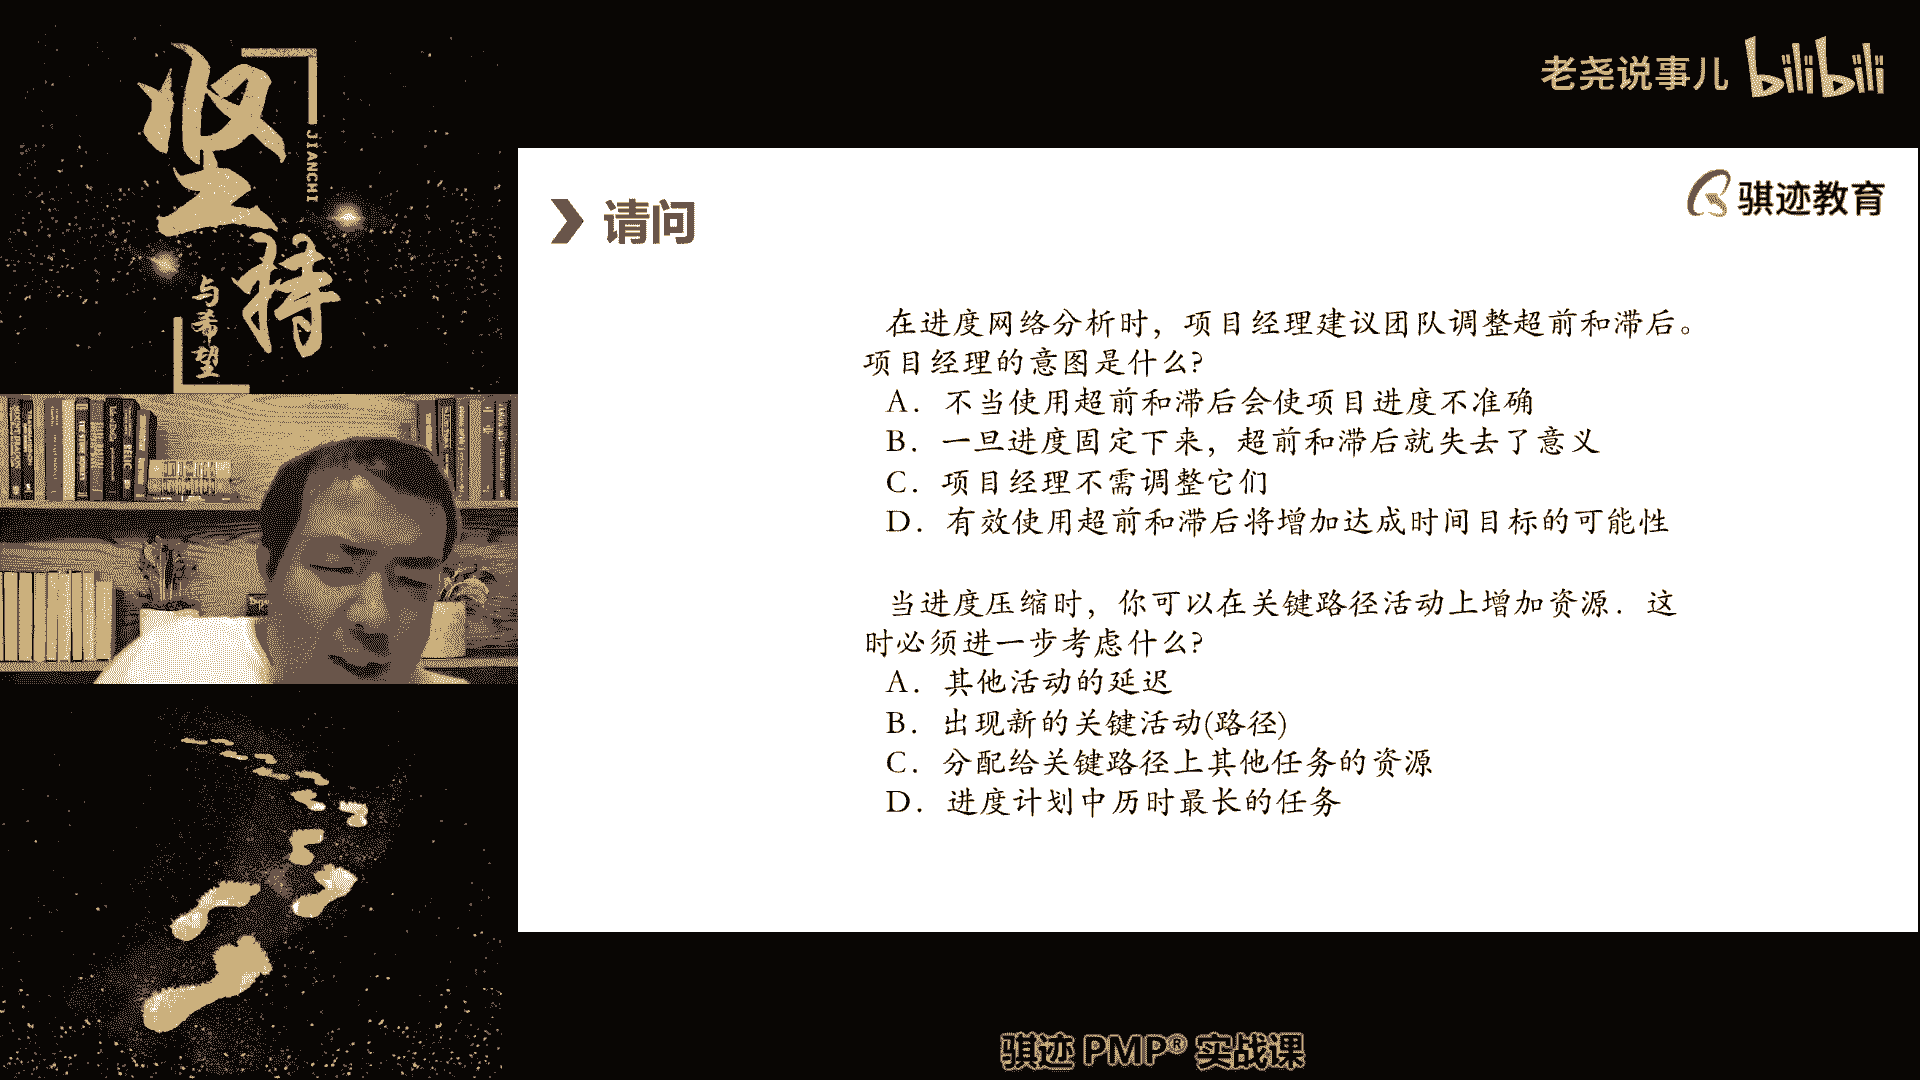 坚持
JIANCHI
与希望
老尧说事儿 bilibili
骐迹教育
请问
在进度网络分析时，项目经理建议团队调整超前和滞后。
项目经理的意图是什么?
A．不当使用超前和滞后会使项目进度不准确
B．一旦进度固定下来，超前和滞后就失去了意义
C．项目经理不需调整它们
D．有效使用超前和滞后将增加达成时间目标的可能性
当进度压缩时，你可以在关键路径活动上增加资源．这
时必须进一步考虑什么?
A．其他活动的延迟
B．出现新的关键活动(路径)
C．分配给关键路径上其他任务的资源
D．进度计划中历时最长的任务
骐迹 PMP® 实战课